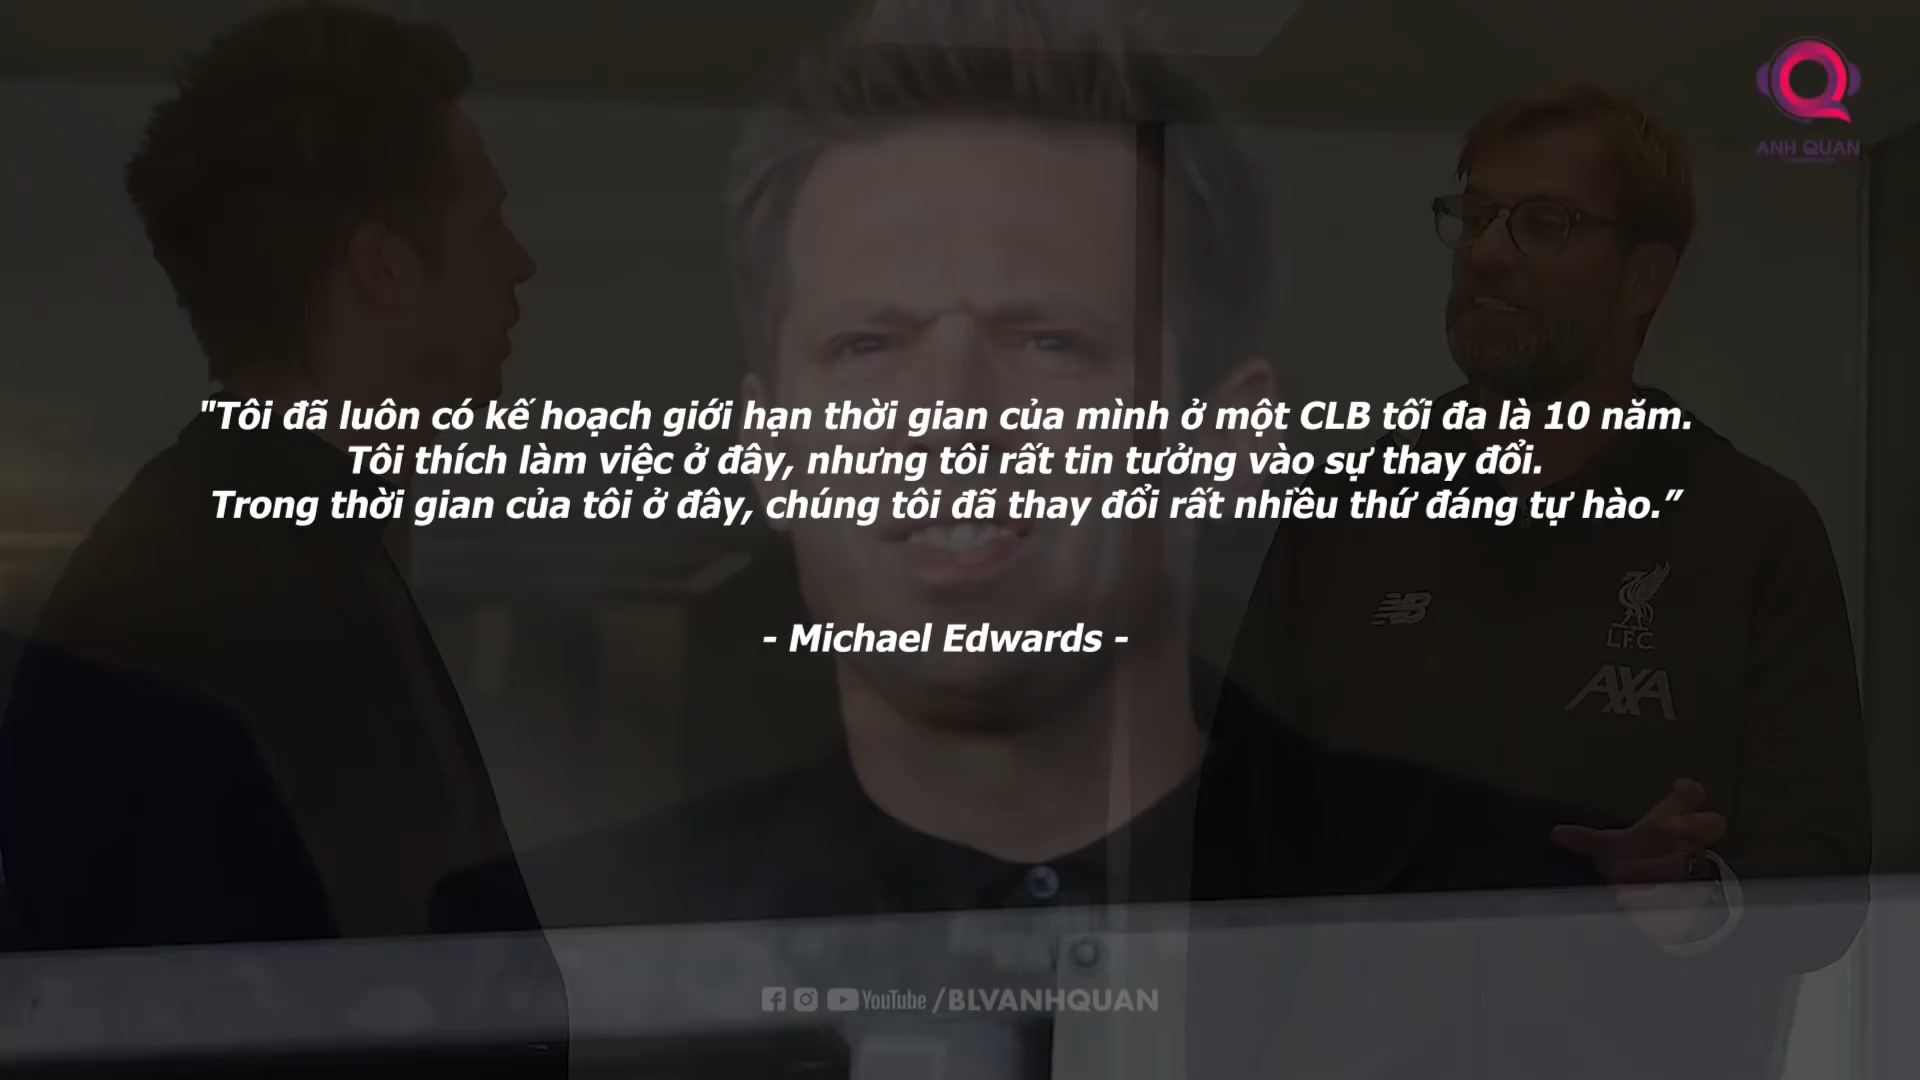 ANH QUAN
"Tôi đã luôn có kế hoạch giới hạn thời gian của mình ở một CLB tối đa là 10 năm.
Tôi thích làm việc ở đây, nhưng tôi rất tin tưởng vào sự thay đổi.
Trong thời gian của tôi ở đây, chúng tôi đã thay đổi rất nhiều thứ đáng tự hào.”
- Michael Edwards -
NB
L.F.C.
AXA
YouTube /BLVANHQUAN